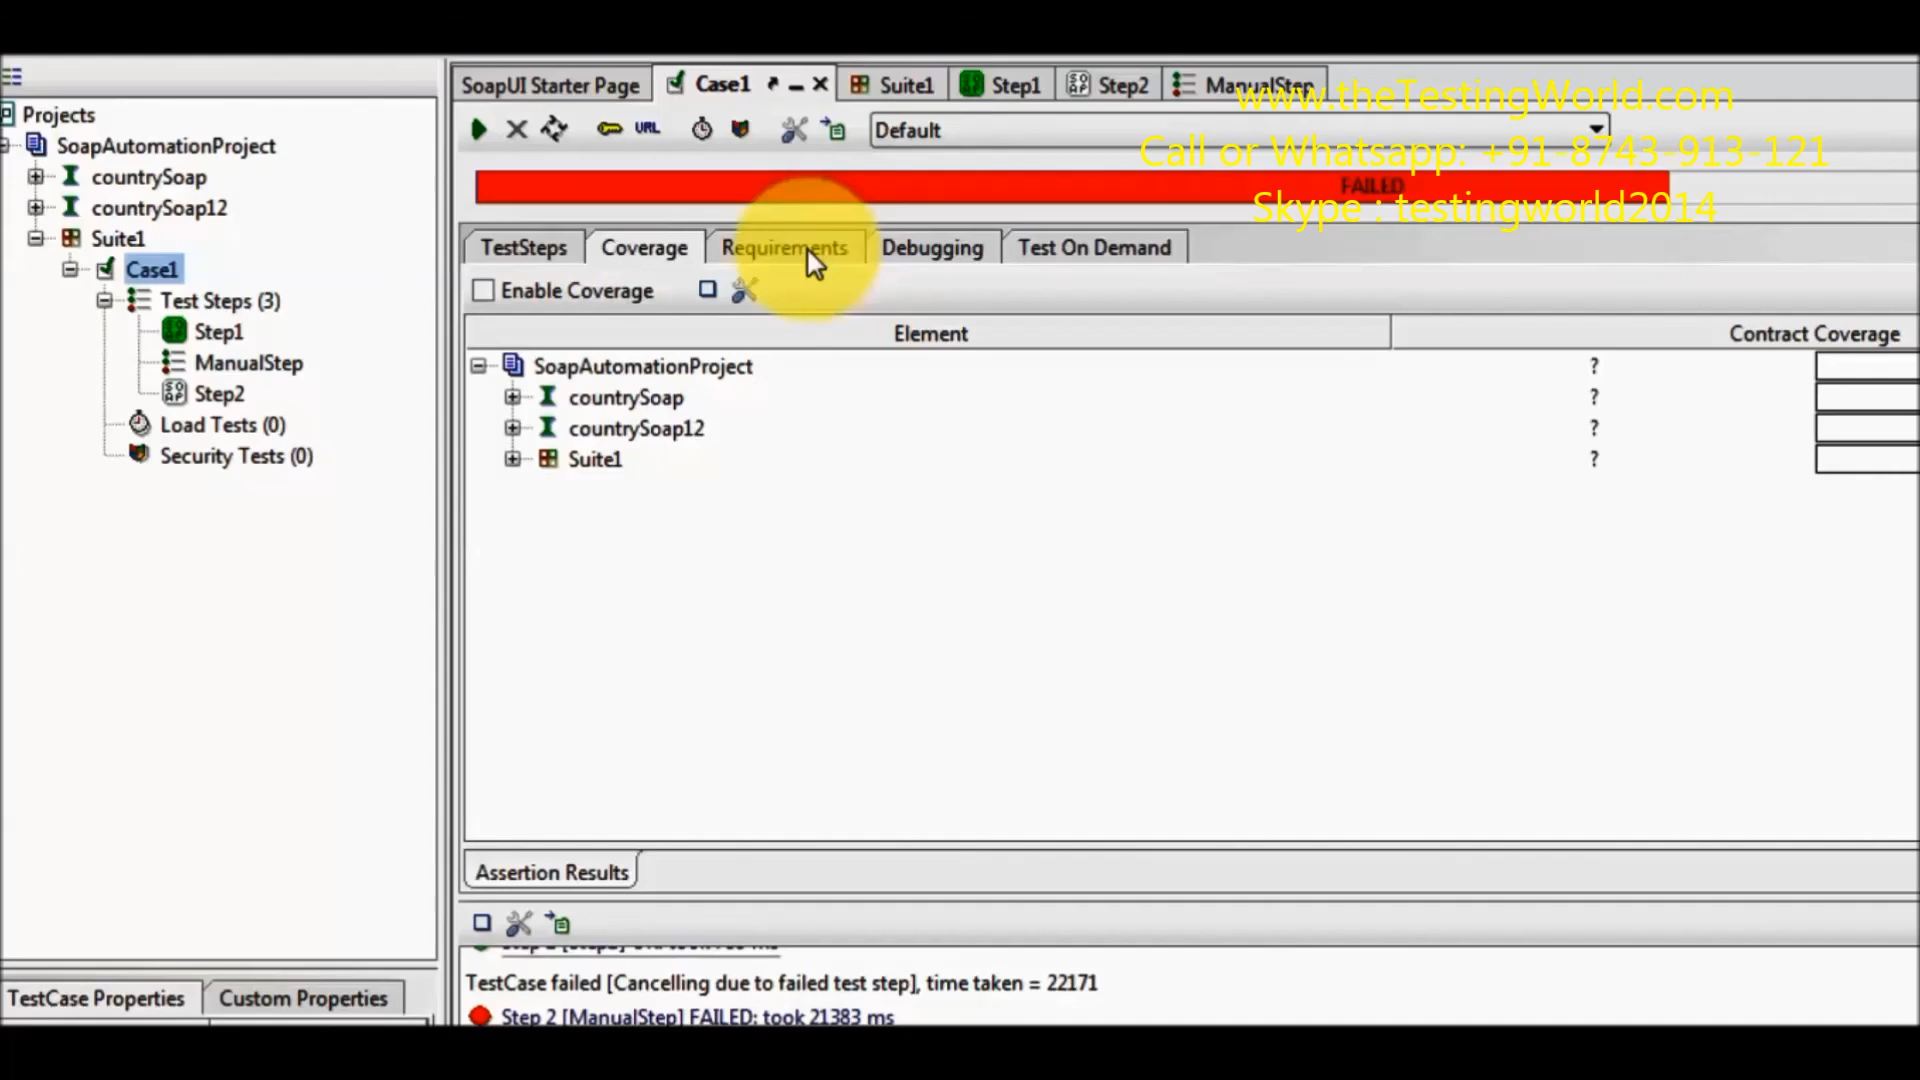 SoapUI Starter Page
Case1
Suite1
Step1
Step2
ManualStep
www.theTestingWorld.com
URL
Default
Call or Whatsapp: +91-8743-913-121
FAILED
Skype : testingworld2014
Projects
SoapAutomationProject
countrySoap
countrySoap12
Suite1
Case1
Test Steps (3)
Step1
ManualStep
Step2
Load Tests (0)
Security Tests (0)
TestSteps
Coverage
Requirements
Debugging
Test On Demand
Enable Coverage
Element
Contract Coverage
SoapAutomationProject
?
countrySoap
?
countrySoap12
?
Suite1
?
Assertion Results
TestCase failed [Cancelling due to failed test step], time taken = 22171
Step 2 [ManualStep] FAILED: took 21383 ms
TestCase Properties
Custom Properties